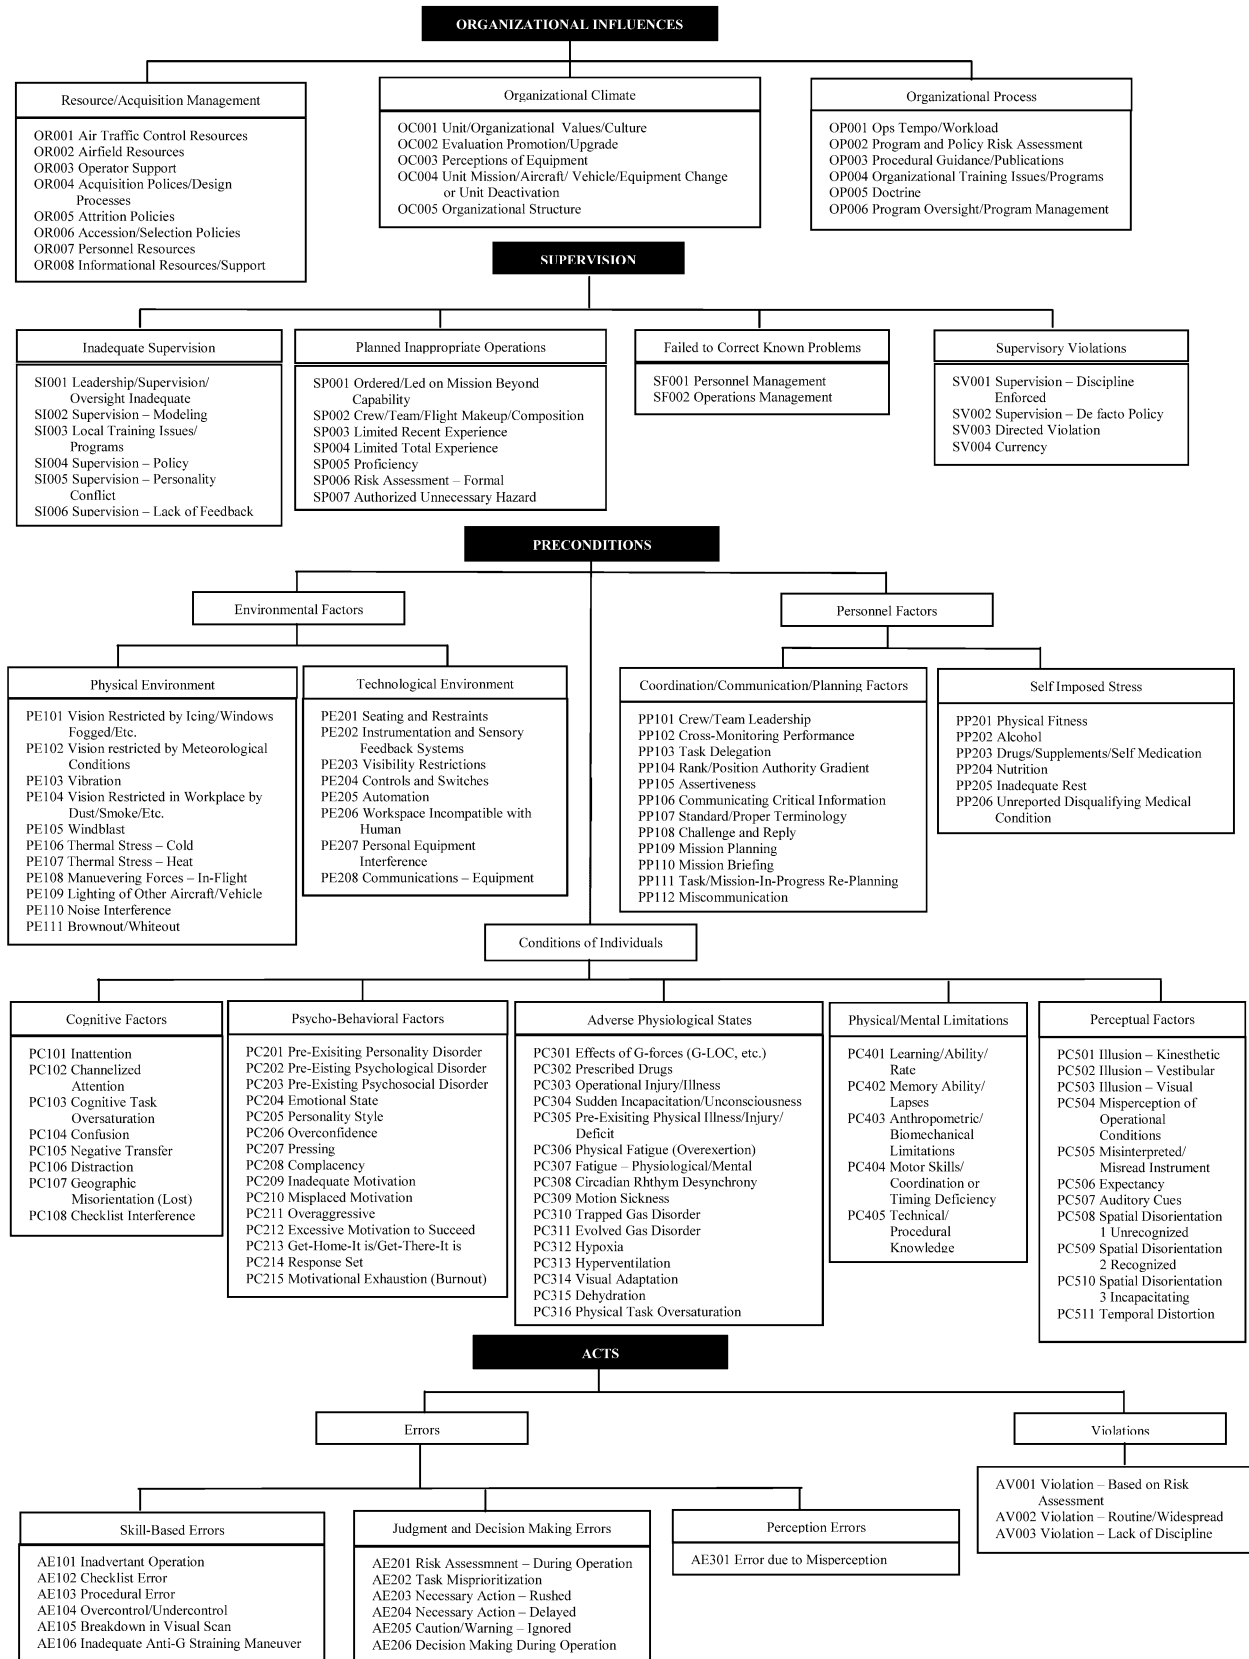 ORGANIZATIONAL INFLUENCES
Resource/Acquisition Management
OR001 Air Traffic Control Resources
OR002 Airfield Resources
OR003 Operator Support
OR004 Acquisition Polices/Design
Processes
OR005 Attrition Policies
OR006 Accession/Selection Policies
OR007 Personnel Resources
OR008 Informational Resources/Support
Organizational Climate
OC001 Unit/Organizational Values/Culture
OC002 Evaluation Promotion/Upgrade
OC003 Perceptions of Equipment
OC004 Unit Mission/Aircraft/ Vehicle/Equipment Change
or Unit Deactivation
OC005 Organizational Structure
Organizational Process
OP001 Ops Tempo/Workload
OP002 Program and Policy Risk Assessment
OP003 Procedural Guidance/Publications
OP004 Organizational Training Issues/Programs
OP005 Doctrine
OP006 Program Oversight/Program Management
SUPERVISION
Inadequate Supervision
SI001 Leadership/Supervision/
Oversight Inadequate
SI002 Supervision – Modeling
SI003 Local Training Issues/
Programs
SI004 Supervision – Policy
SI005 Supervision – Personality
Conflict
SI006 Supervision – Lack of Feedback
Planned Inappropriate Operations
SP001 Ordered/Led on Mission Beyond
Capability
SP002 Crew/Team/Flight Makeup/Composition
SP003 Limited Recent Experience
SP004 Limited Total Experience
SP005 Proficiency
SP006 Risk Assessment – Formal
SP007 Authorized Unnecessary Hazard
Failed to Correct Known Problems
SF001 Personnel Management
SF002 Operations Management
Supervisory Violations
SV001 Supervision – Discipline
Enforced
SV002 Supervision – De facto Policy
SV003 Directed Violation
SV004 Currency
PRECONDITIONS
Environmental Factors
Personnel Factors
Physical Environment
PE101 Vision Restricted by Icing/Windows
Fogged/Etc.
PE102 Vision restricted by Meteorological
Conditions
PE103 Vibration
PE104 Vision Restricted in Workplace by
Dust/Smoke/Etc.
PE105 Windblast
PE106 Thermal Stress – Cold
PE107 Thermal Stress – Heat
PE108 Manuevering Forces – In-Flight
PE109 Lighting of Other Aircraft/Vehicle
PE110 Noise Interference
PE111 Brownout/Whiteout
Technological Environment
PE201 Seating and Restraints
PE202 Instrumentation and Sensory
Feedback Systems
PE203 Visibility Restrictions
PE204 Controls and Switches
PE205 Automation
PE206 Workspace Incompatible with
Human
PE207 Personal Equipment
Interference
PE208 Communications – Equipment
Coordination/Communication/Planning Factors
PP101 Crew/Team Leadership
PP102 Cross-Monitoring Performance
PP103 Task Delegation
PP104 Rank/Position Authority Gradient
PP105 Assertiveness
PP106 Communicating Critical Information
PP107 Standard/Proper Terminology
PP108 Challenge and Reply
PP109 Mission Planning
PP110 Mission Briefing
PP111 Task/Mission-In-Progress Re-Planning
PP112 Miscommunication
Self Imposed Stress
PP201 Physical Fitness
PP202 Alcohol
PP203 Drugs/Supplements/Self Medication
PP204 Nutrition
PP205 Inadequate Rest
PP206 Unreported Disqualifying Medical
Condition
Conditions of Individuals
Cognitive Factors
PC101 Inattention
PC102 Channelized
Attention
PC103 Cognitive Task
Oversaturation
PC104 Confusion
PC105 Negative Transfer
PC106 Distraction
PC107 Geographic
Misorientation (Lost)
PC108 Checklist Interference
Psycho-Behavioral Factors
PC201 Pre-Exisiting Personality Disorder
PC202 Pre-Eisting Psychological Disorder
PC203 Pre-Existing Psychosocial Disorder
PC204 Emotional State
PC205 Personality Style
PC206 Overconfidence
PC207 Pressing
PC208 Complacency
PC209 Inadequate Motivation
PC210 Misplaced Motivation
PC211 Overaggressive
PC212 Excessive Motivation to Succeed
PC213 Get-Home-It is/Get-There-It is
PC214 Response Set
PC215 Motivational Exhaustion (Burnout)
Adverse Physiological States
PC301 Effects of G-forces (G-LOC, etc.)
PC302 Prescribed Drugs
PC303 Operational Injury/Illness
PC304 Sudden Incapacitation/Unconsciousness
PC305 Pre-Exisiting Physical Illness/Injury/
Deficit
PC306 Physical Fatigue (Overexertion)
PC307 Fatigue – Physiological/Mental
PC308 Circadian Rhthym Desynchrony
PC309 Motion Sickness
PC310 Trapped Gas Disorder
PC311 Evolved Gas Disorder
PC312 Hypoxia
PC313 Hyperventilation
PC314 Visual Adaptation
PC315 Dehydration
PC316 Physical Task Oversaturation
Physical/Mental Limitations
PC401 Learning/Ability/
Rate
PC402 Memory Ability/
Lapses
PC403 Anthropometric/
Biomechanical
Limitations
PC404 Motor Skills/
Coordination or
Timing Deficiency
PC405 Technical/
Procedural
Knowledge
Perceptual Factors
PC501 Illusion – Kinesthetic
PC502 Illusion – Vestibular
PC503 Illusion – Visual
PC504 Misperception of
Operational
Conditions
PC505 Misinterpreted/
Misread Instrument
PC506 Expectancy
PC507 Auditory Cues
PC508 Spatial Disorientation
1 Unrecognized
PC509 Spatial Disorientation
2 Recognized
PC510 Spatial Disorientation
3 Incapacitating
PC511 Temporal Distortion
ACTS
Errors
Violations
Skill-Based Errors
AE101 Inadvertant Operation
AE102 Checklist Error
AE103 Procedural Error
AE104 Overcontrol/Undercontrol
AE105 Breakdown in Visual Scan
AE106 Inadequate Anti-G Straining Maneuver
Judgment and Decision Making Errors
AE201 Risk Assessmnent – During Operation
AE202 Task Misprioritization
AE203 Necessary Action – Rushed
AE204 Necessary Action – Delayed
AE205 Caution/Warning – Ignored
AE206 Decision Making During Operation
Perception Errors
AE301 Error due to Misperception
AV001 Violation – Based on Risk
Assessment
AV002 Violation – Routine/Widespread
AV003 Violation – Lack of Discipline